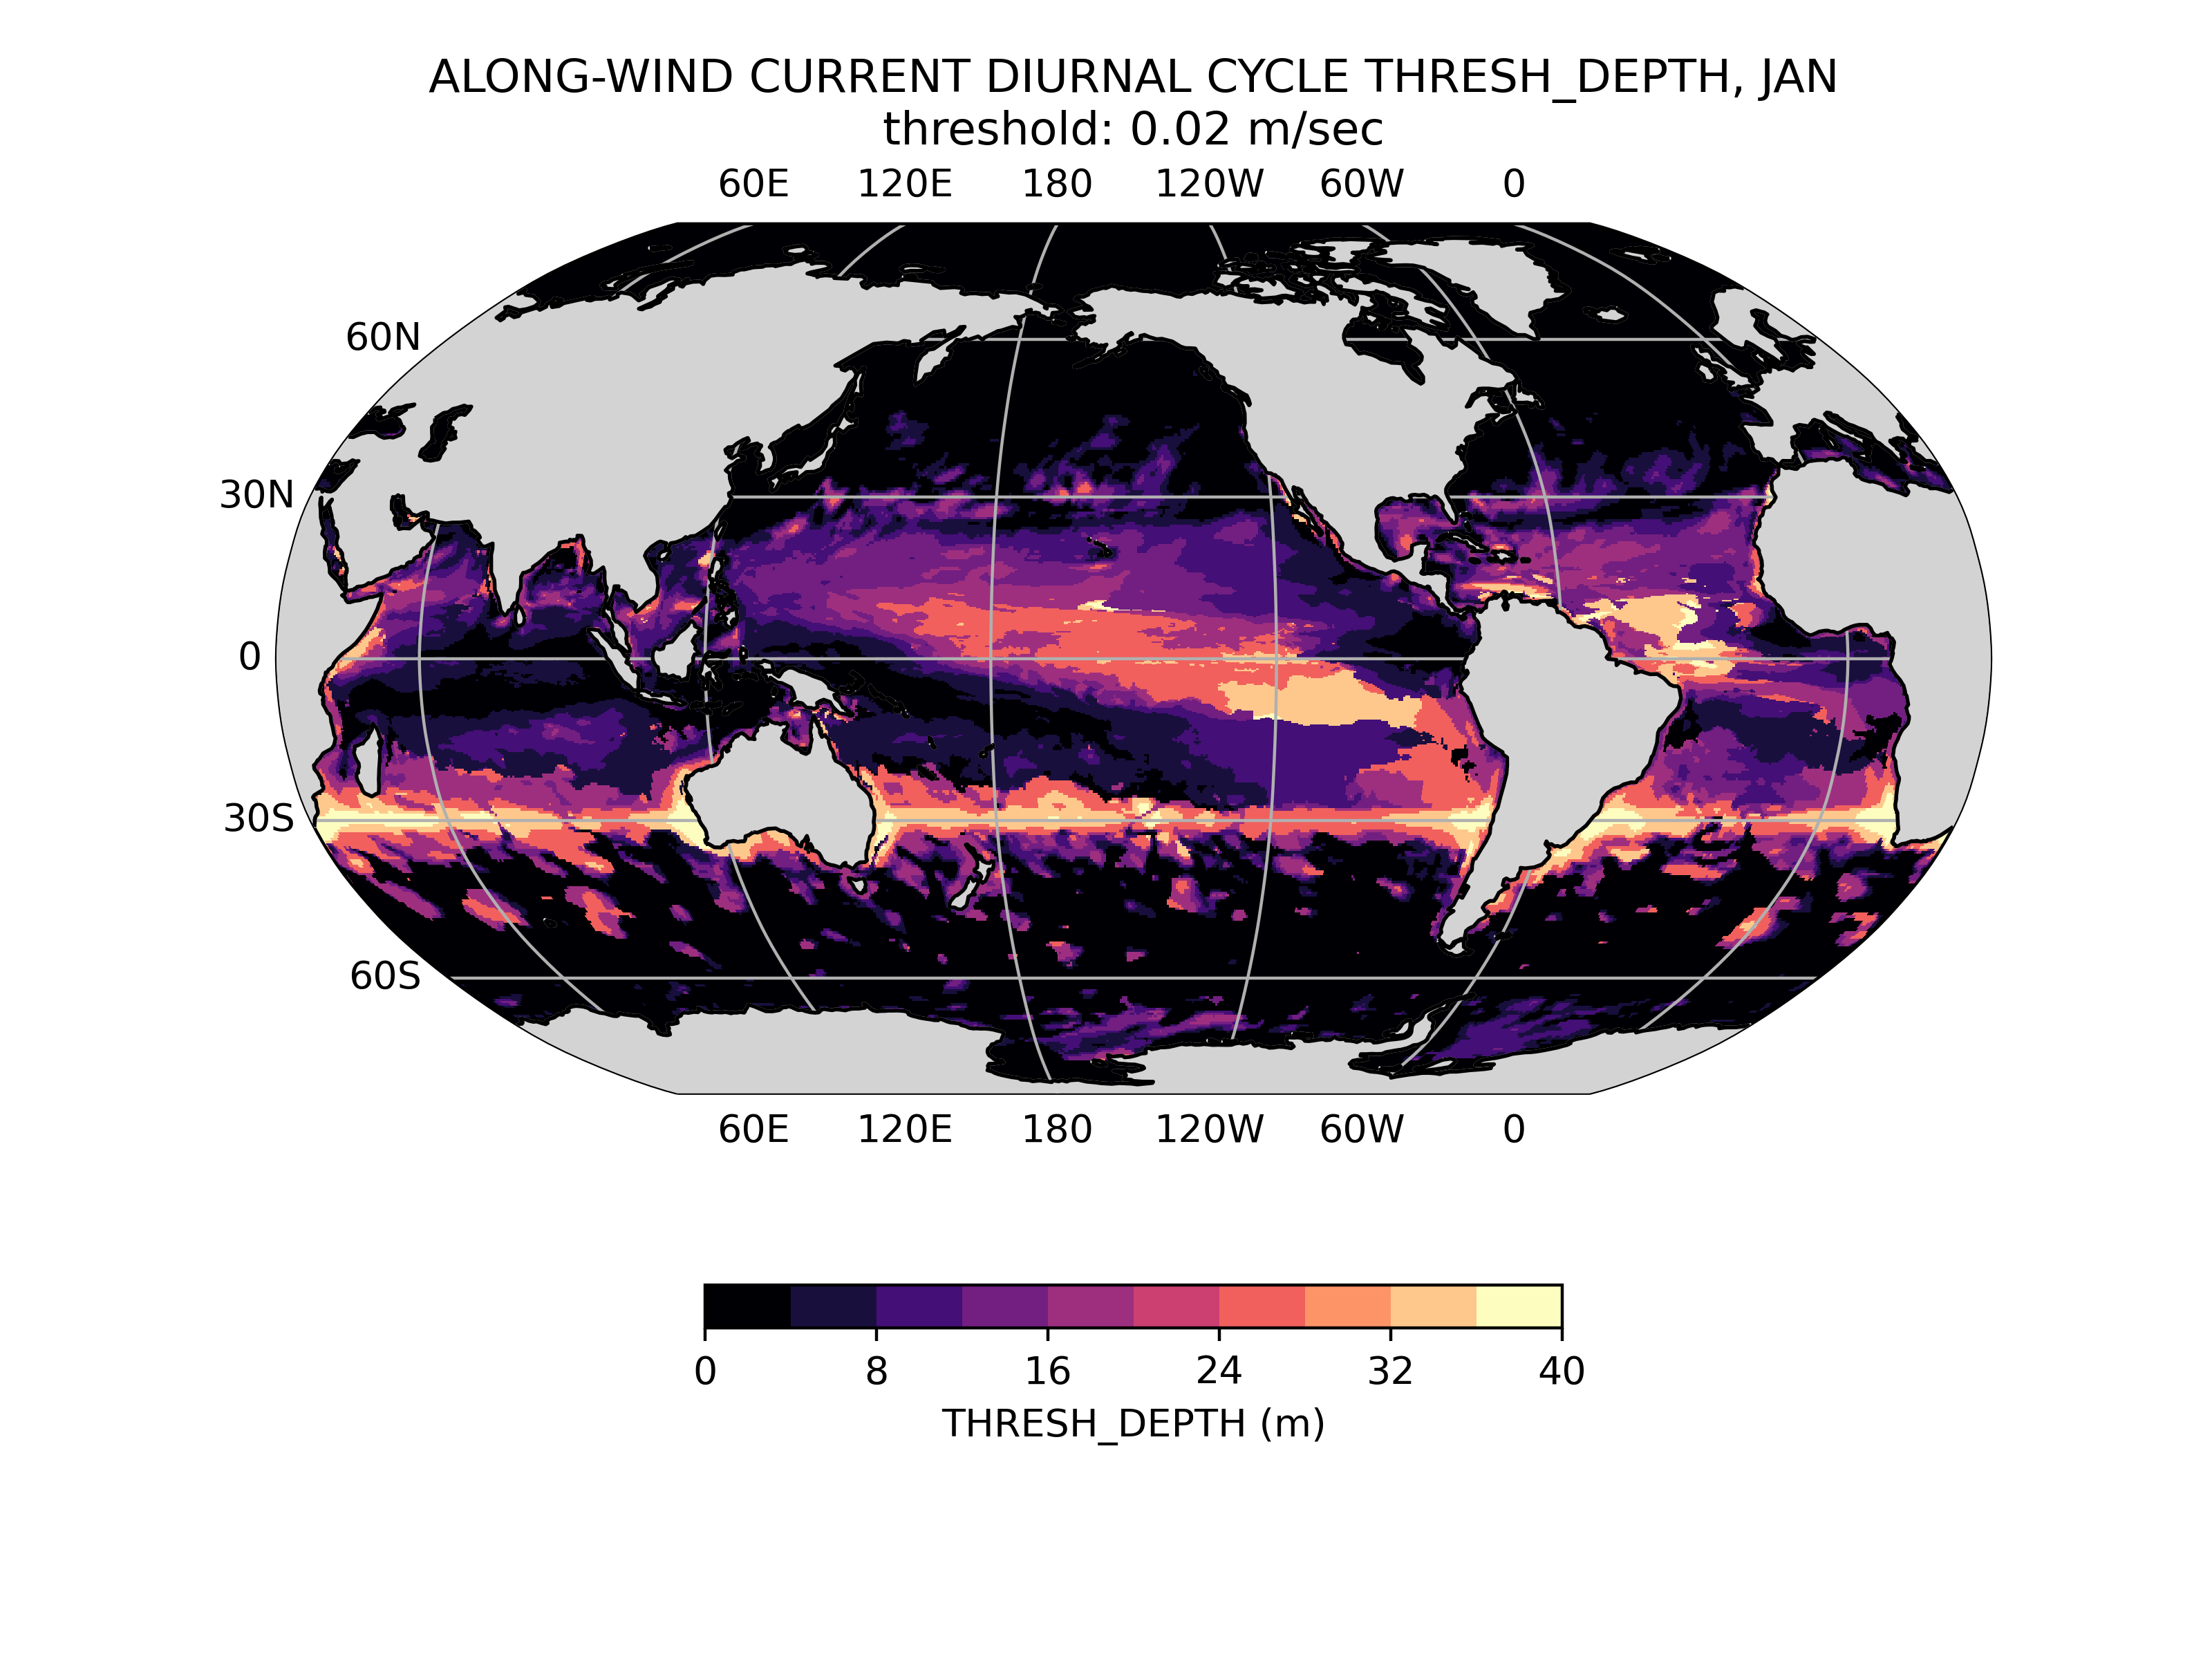 ALONG-WIND CURRENT DIURNAL CYCLE THRESH_DEPTH, JAN
threshold: 0.02 m/sec
60E 120E 180 120W 60W 0
60N
30N
0
30S
60S
60E 120E 180 120W 60W 0
0 8 16 24 32 40
THRESH_DEPTH (m)